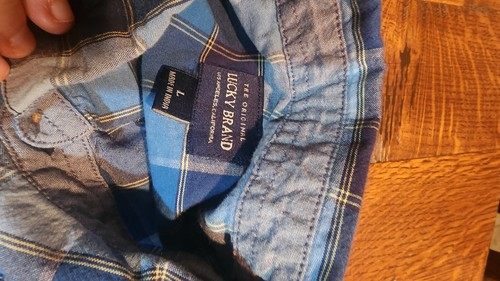 THE ORIGINAL
LUCKY BRAND
LOS ANGELES, CALIFORNIA
L
MADE IN INDIA